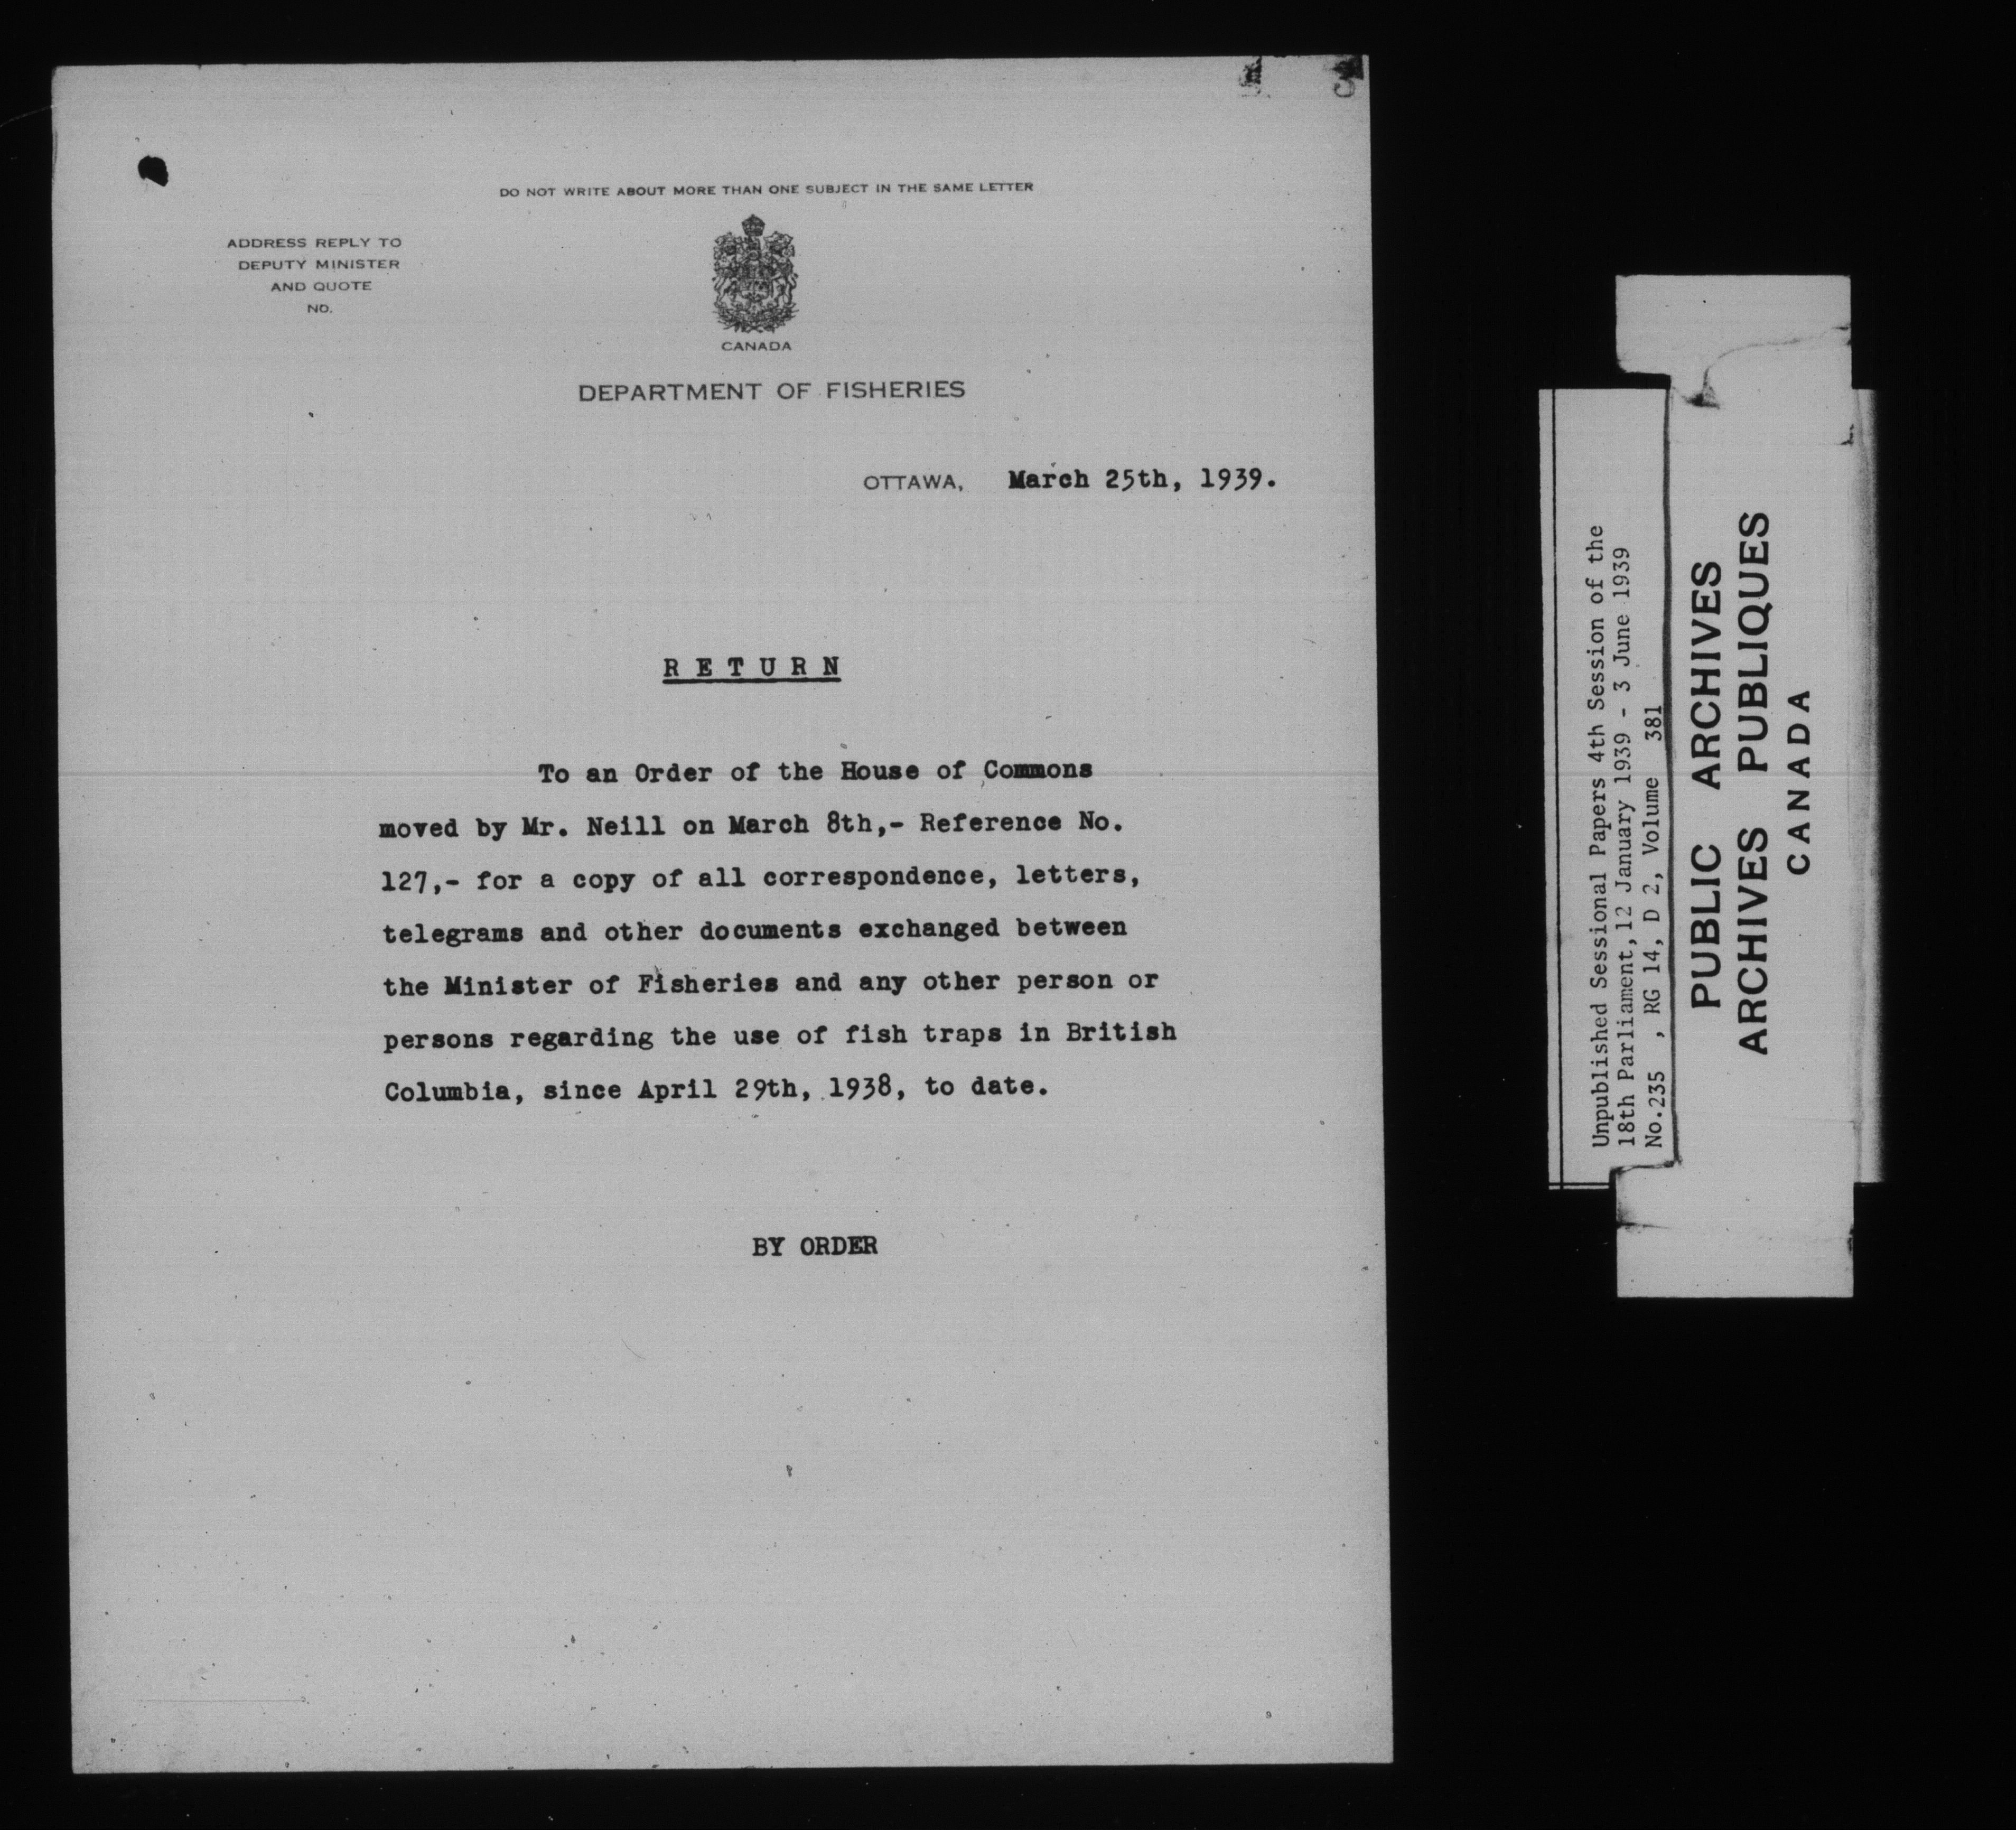 DO NOT WRITE ABOUT MORE THAN ONE SUBJECT IN THE SAME LETTER
ADDRESS REPLY TO
DEPUTY MINISTER
AND QUOTE
NO.
CANADA
DEPARTMENT OF FISHERIES
OTTAWA, March 25th, 1939.
R E T U R N
To an Order of the House of Commons
moved by Mr. Neill on March 8th,- Reference No.
127,- for a copy of all correspondence, letters,
telegrams and other documents exchanged between
the Minister of Fisheries and any other person or
persons regarding the use of fish traps in British
Columbia, since April 29th, 1938, to date.
BY ORDER
Unpublished Sessional Papers 4th Session of the
18th Parliament, 12 January 1939 - 3 June 1939
No.235 , RG 14, D 2, Volume 381
PUBLIC ARCHIVES
ARCHIVES PUBLIQUES
CANADA